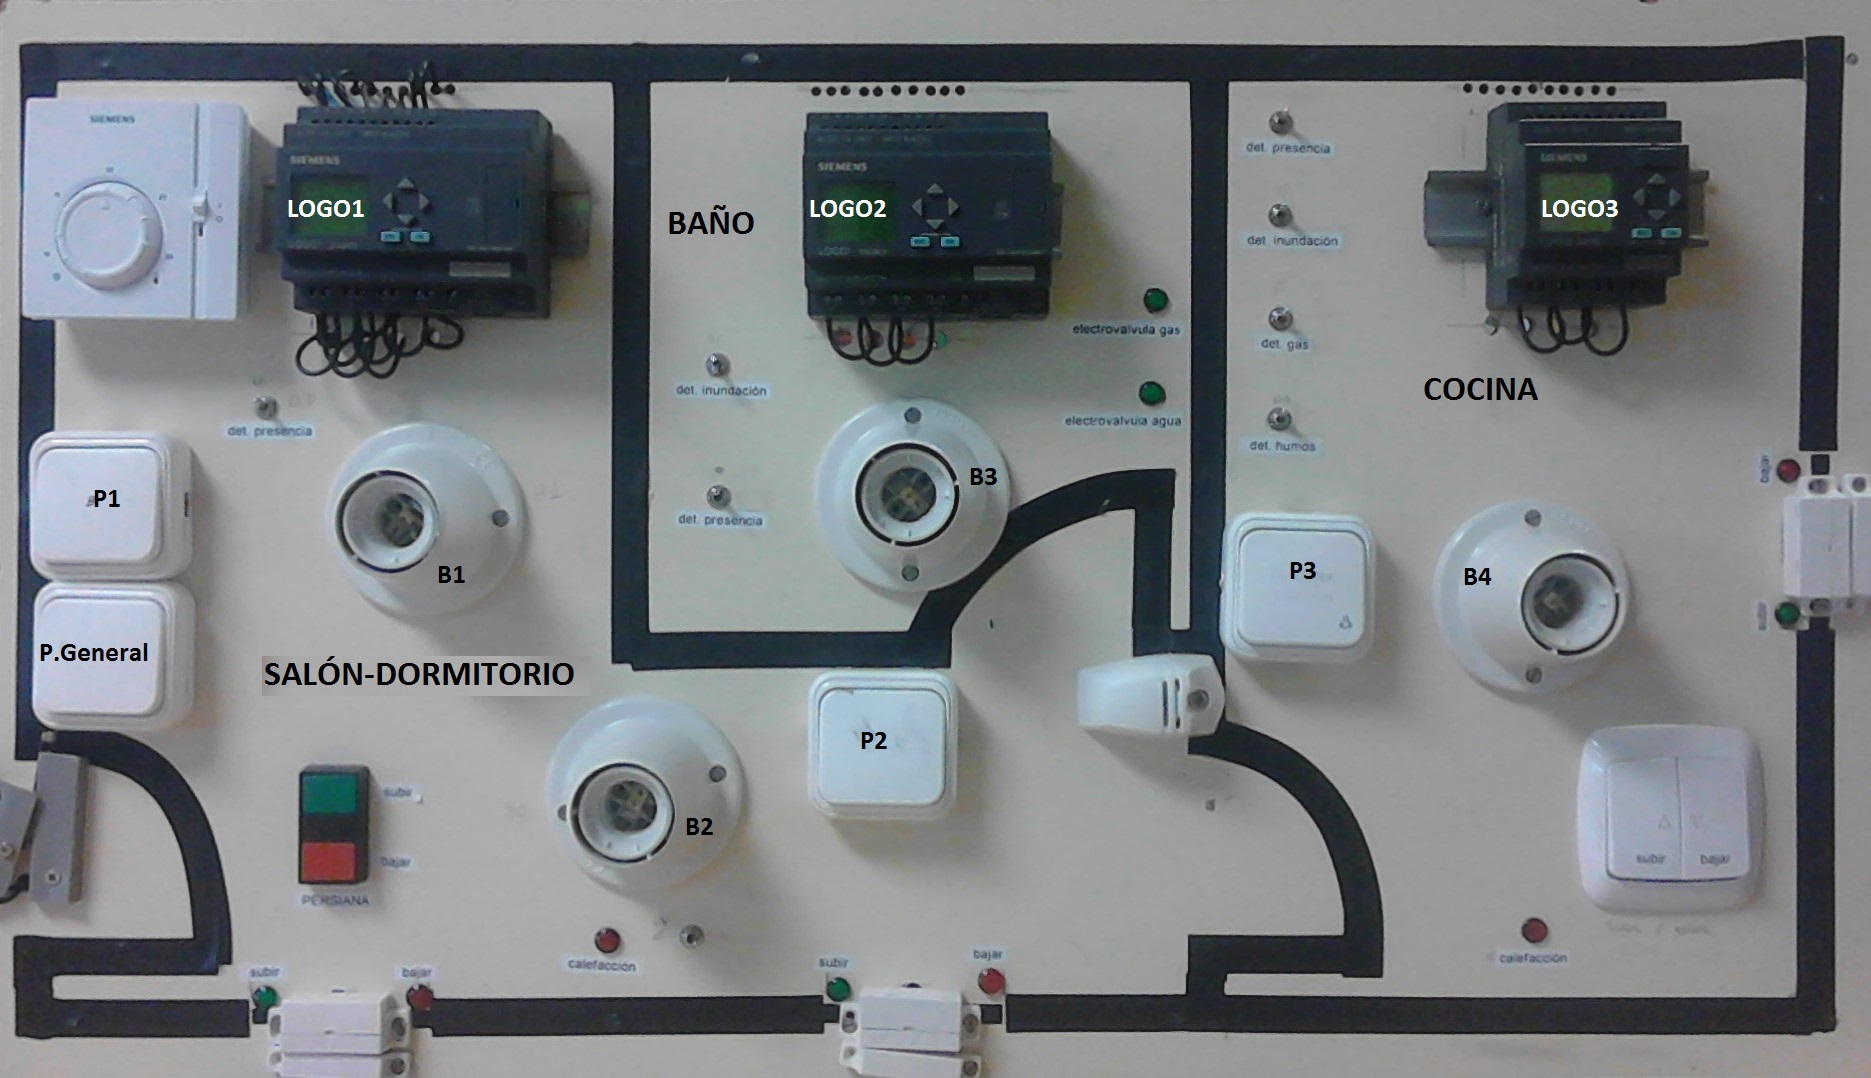 SIEMENS
SIEMENS
LOGO1
det. presencia
P1
B1
P.General
SALÓN-DORMITORIO
subir
bajar
PERSIANA
B2
calefacción
subir
bajar
BAÑO
SIEMENS
LOGO2
electrovalvula gas
electrovalvula agua
det. inundación
det. presencia
B3
P2
subir
bajar
det. presencia
det. inundación
det. gas
det. humos
SIEMENS
LOGO3
COCINA
P3
B4
bajar
subir
subir
bajar
calefacción